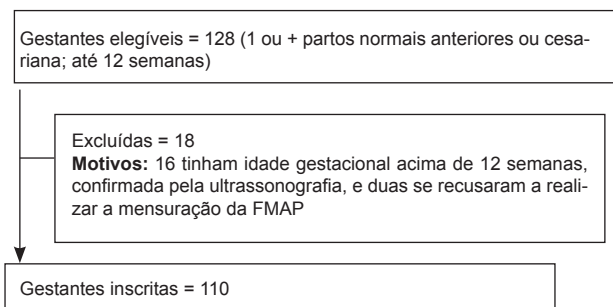 Gestantes elegíveis = 128 (1 ou + partos normais anteriores ou cesa-
riana; até 12 semanas)
Excluídas = 18
Motivos: 16 tinham idade gestacional acima de 12 semanas,
confirmada pela ultrassonografia, e duas se recusaram a reali-
zar a mensuração da FMAP
Gestantes inscritas = 110